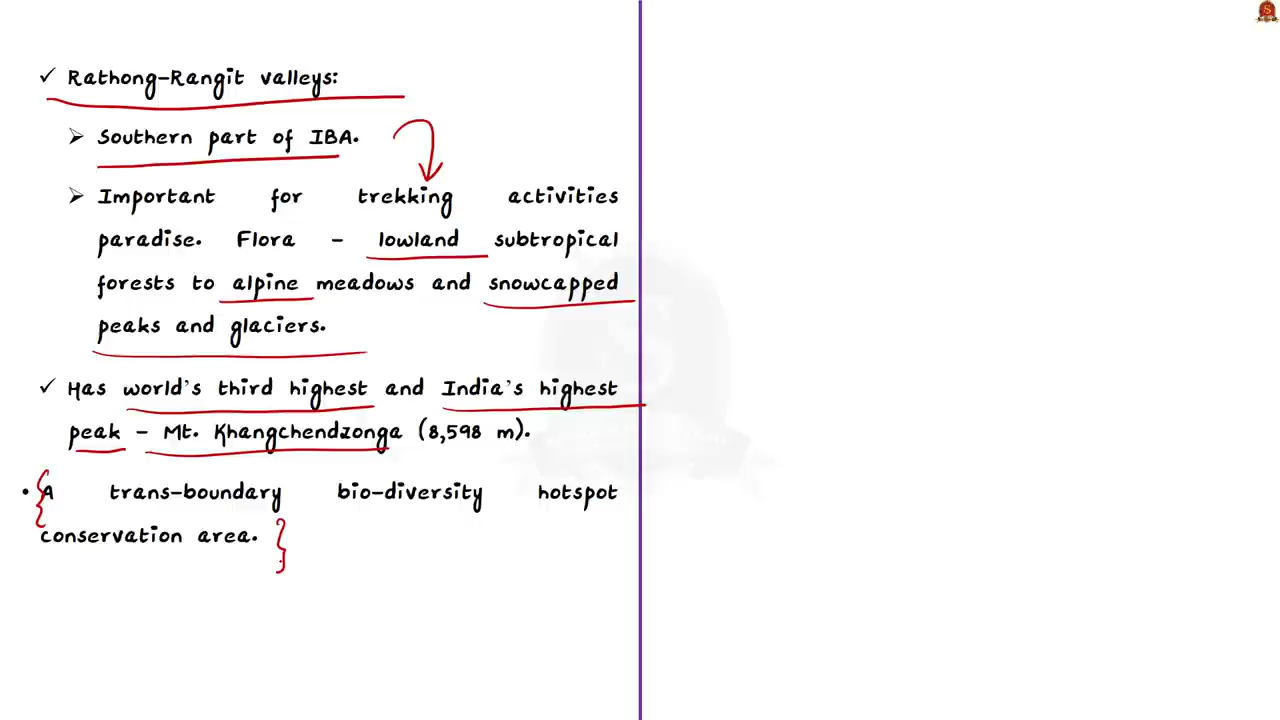 ✓ Rathong-Rangit valleys:
➢ Southern part of IBA.
➢ Important for trekking activities
paradise. Flora – lowland subtropical
forests to alpine meadows and snowcapped
peaks and glaciers.
✓ Has world's third highest and India's highest
peak – Mt. Khangchendzonga (8,598 m).
• A trans-boundary bio-diversity hotspot
conservation area.